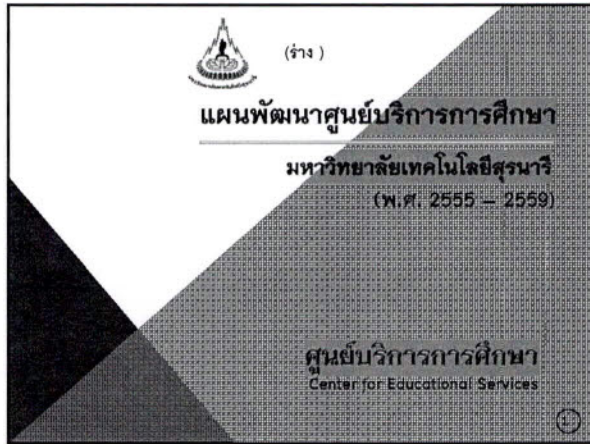 (ร่าง )
แผนพัฒนาศูนย์บริการการศึกษา
มหาวิทยาลัยเทคโนโลยีสุรนารี
(พ.ศ. 2555 – 2559)
ศูนย์บริการการศึกษา
Center for Educational Services
1